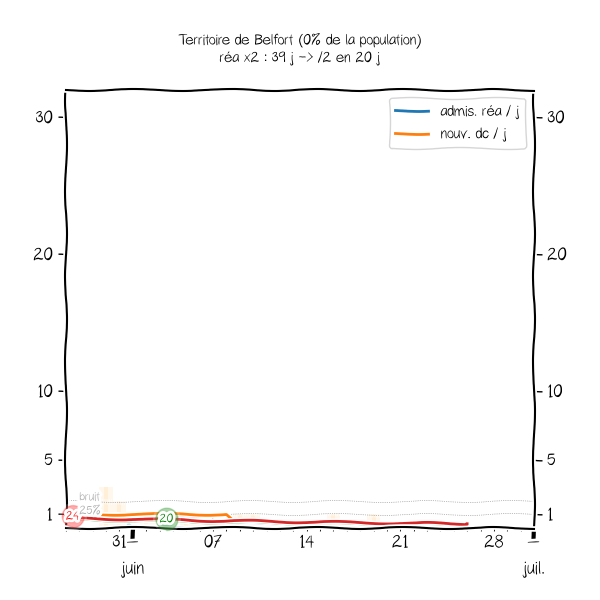 Territoire de Belfort (0% de la population)
réa x2 : 39 j -> /2 en 20 j
admis. réa / j
nouv. dc / j
30 30
20 20
10 10
5 5
... bruit
25%
1 24 20 1
31 07 14 21 28
juin juil.